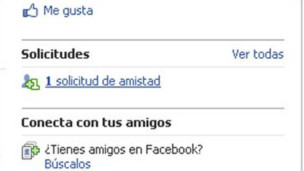 Me gusta
Solicitudes Ver todas
1 solicitud de amistad
Conecta con tus amigos
¿Tienes amigos en Facebook?
Búscalos